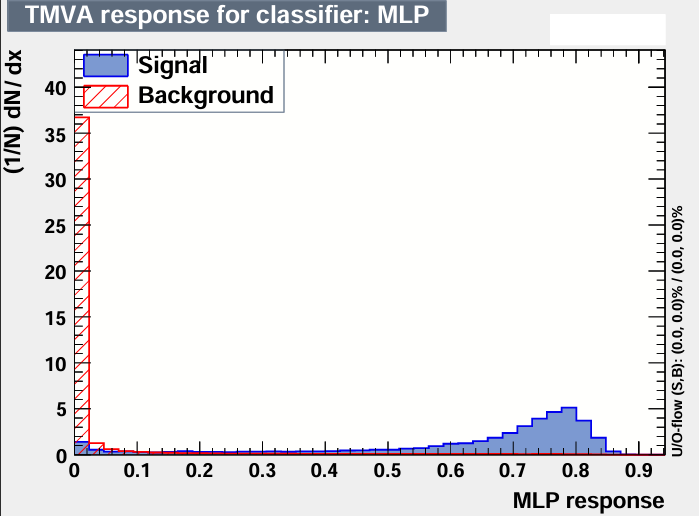 TMVA response for classifier: MLP
(1/N) dN / dx
Signal
Background
40
35
30
25
20
15
10
5
0
0 0.1 0.2 0.3 0.4 0.5 0.6 0.7 0.8 0.9
MLP response
U/O-flow (S,B): (0.0, 0.0)% / (0.0, 0.0)%